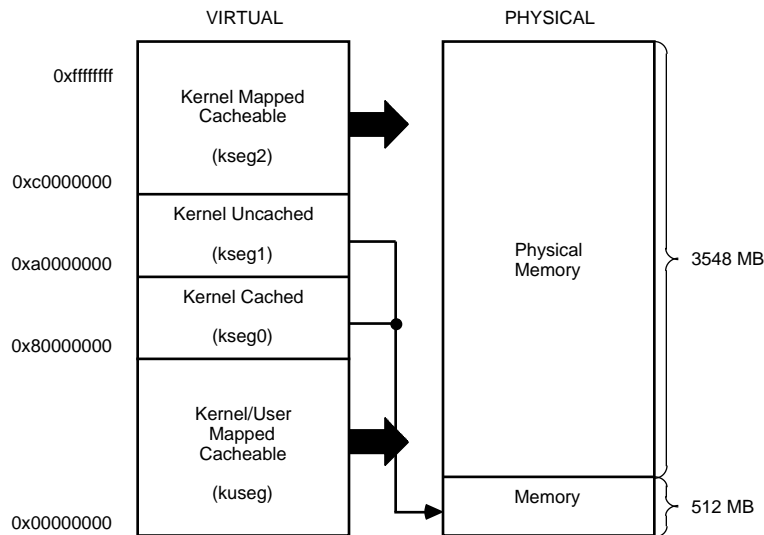 VIRTUAL
PHYSICAL
0xffffffff
Kernel Mapped
Cacheable
(kseg2)
0xc0000000
Kernel Uncached
(kseg1)
0xa0000000
Kernel Cached
(kseg0)
0x80000000
Kernel/User
Mapped
Cacheable
(kuseg)
0x00000000
Physical
Memory
3548 MB
Memory
512 MB